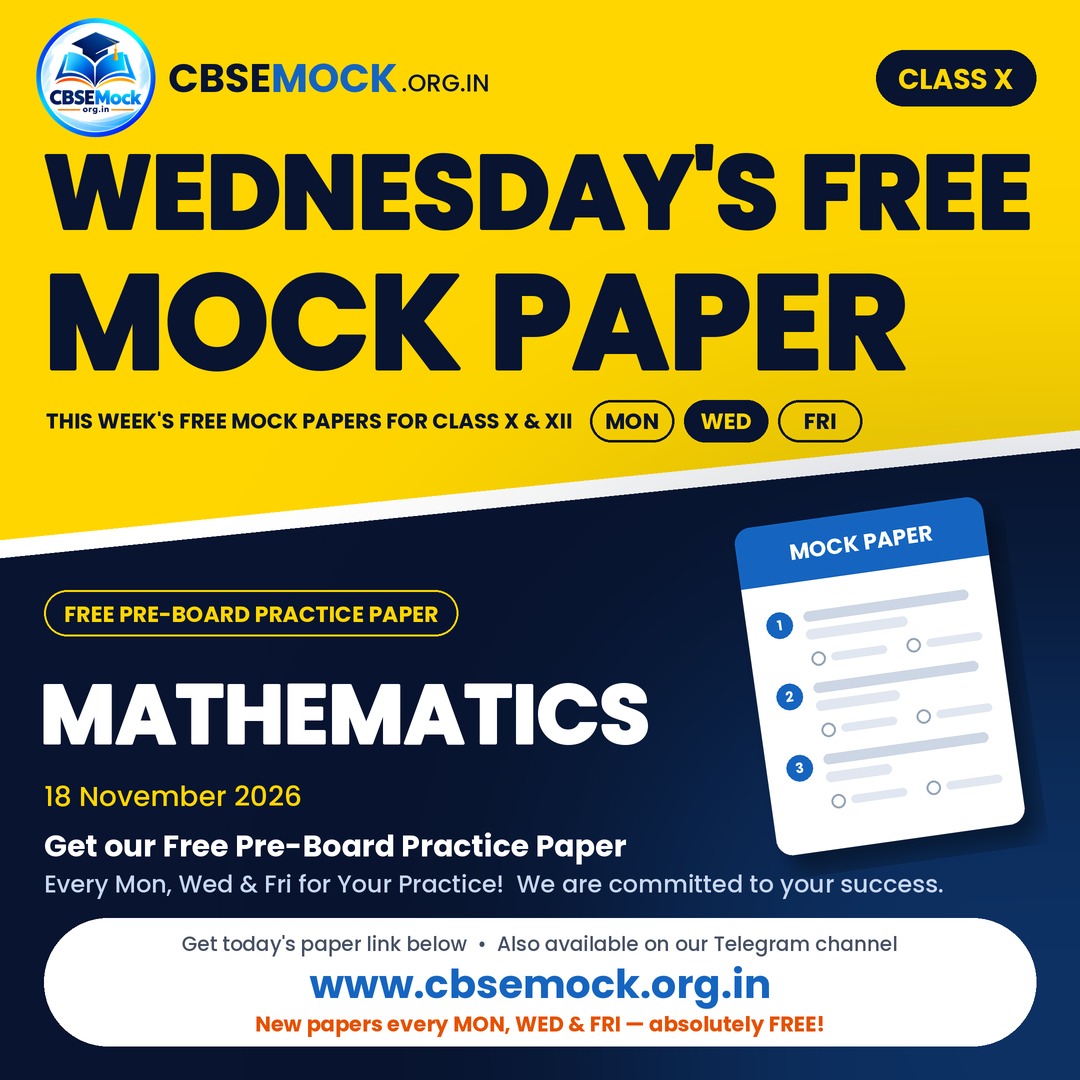 CBSEMock
org.in
CBSEMOCK.ORG.IN
CLASS X
WEDNESDAY'S FREE
MOCK PAPER
THIS WEEK'S FREE MOCK PAPERS FOR CLASS X & XII MON WED FRI
MOCK PAPER
1
2
3
FREE PRE-BOARD PRACTICE PAPER
MATHEMATICS
18 November 2026
Get our Free Pre-Board Practice Paper
Every Mon, Wed & Fri for Your Practice! We are committed to your success.
Get today's paper link below • Also available on our Telegram channel
www.cbsemock.org.in
New papers every MON, WED & FRI — absolutely FREE!